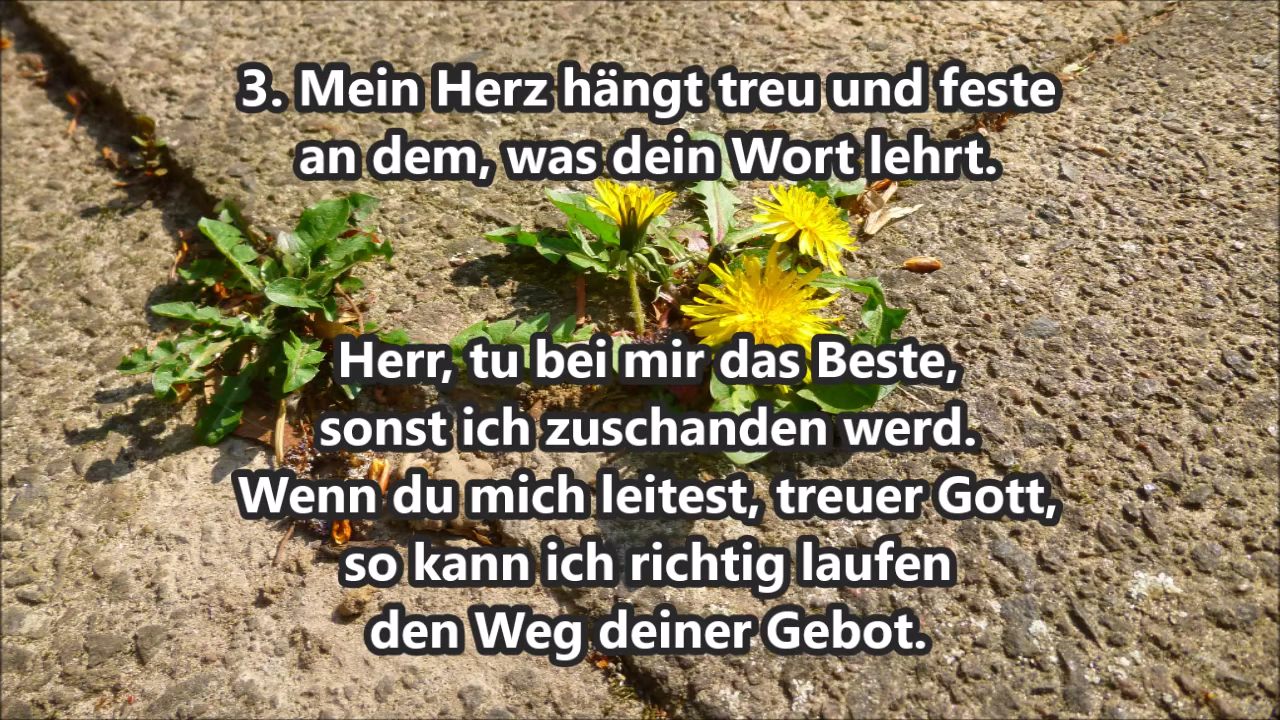 3. Mein Herz hängt treu und feste
an dem, was dein Wort lehrt.
Herr, tu bei mir das Beste,
sonst ich zuschanden werd.
Wenn du mich leitest, treuer Gott,
so kann ich richtig laufen
den Weg deiner Gebot.